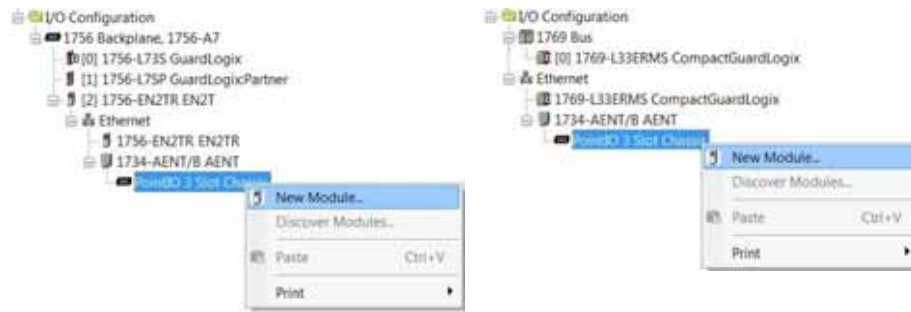 I/O Configuration
1756 Backplane, 1756-A7
[0] 1756-L73S GuardLogix
[1] 1756-L7SP GuardLogixPartner
[2] 1756-EN2TR EN2T
Ethernet
1756-EN2TR EN2TR
1734-AENT/B AENT
PointIO 3 Slot Chassis
New Module...
Discover Modules...
Paste Ctrl+V
Print
I/O Configuration
1769 Bus
[0] 1769-L33ERMS CompactGuardLogix
Ethernet
1769-L33ERMS CompactGuardLogix
1734-AENT/B AENT
PointIO 3 Slot Chassis
New Module...
Discover Modules...
Paste Ctrl+V
Print